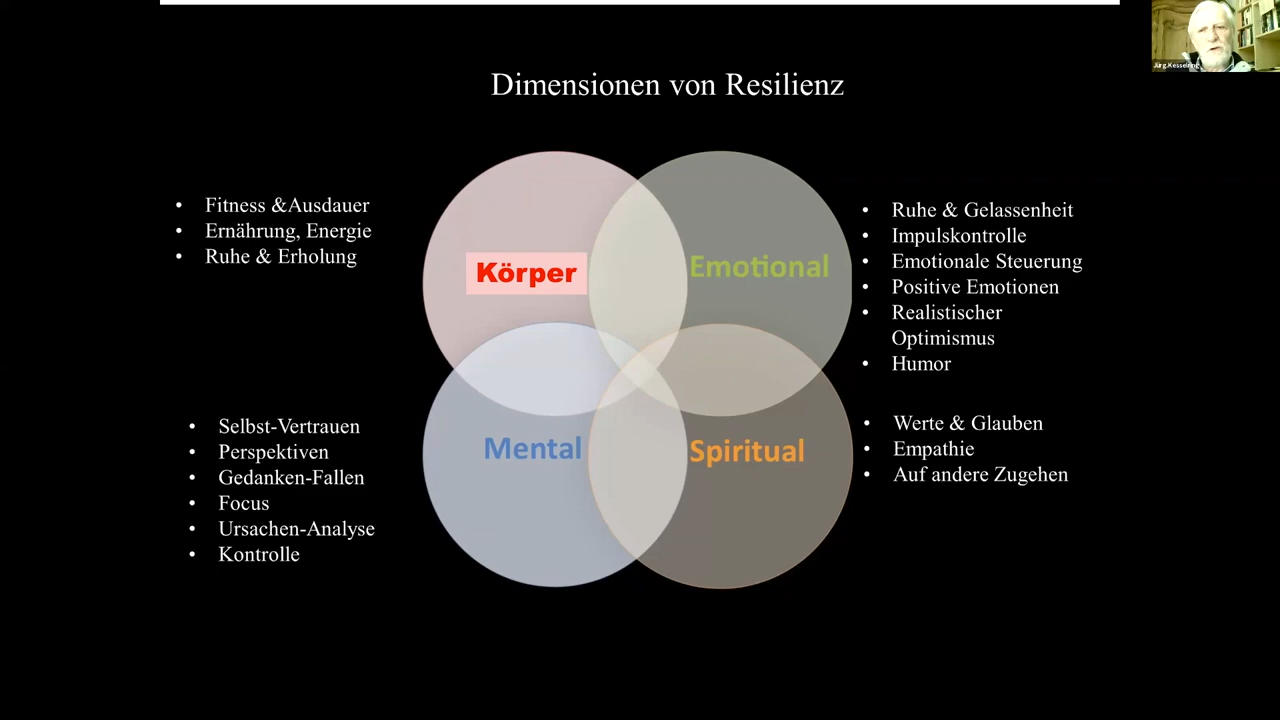 Jürg Kesselring
Dimensionen von Resilienz
• Fitness &Ausdauer
• Ernährung, Energie
• Ruhe & Erholung
Körper
Emotional
• Ruhe & Gelassenheit
• Impulskontrolle
• Emotionale Steuerung
• Positive Emotionen
• Realistischer
Optimismus
• Humor
• Selbst-Vertrauen
• Perspektiven
• Gedanken-Fallen
• Focus
• Ursachen-Analyse
• Kontrolle
Mental
Spiritual
• Werte & Glauben
• Empathie
• Auf andere Zugehen